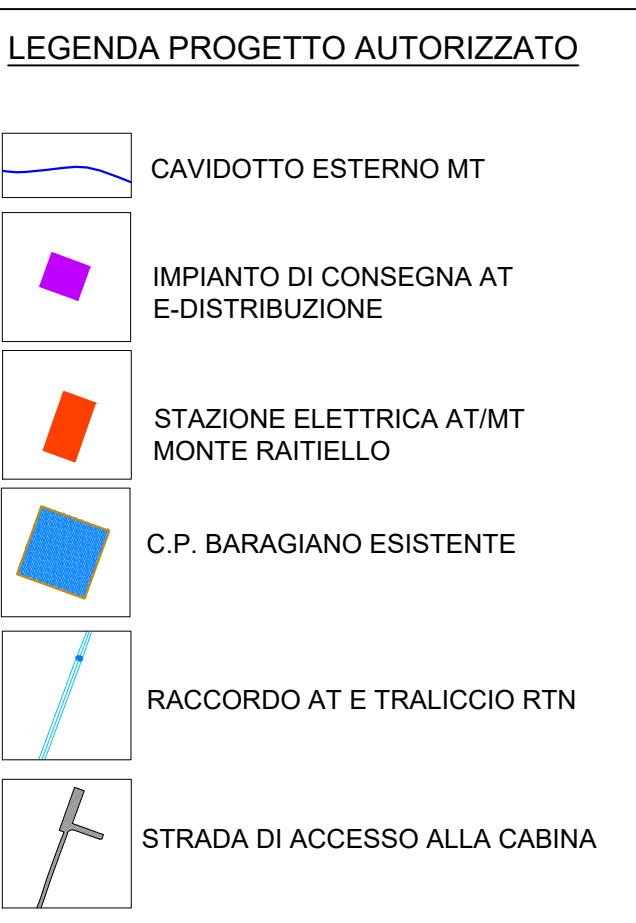 LEGENDA PROGETTO AUTORIZZATO
CAVIDOTTO ESTERNO MT
IMPIANTO DI CONSEGNA AT
E-DISTRIBUZIONE
STAZIONE ELETTRICA AT/MT
MONTE RAITIELLO
C.P. BARAGIANO ESISTENTE
RACCORDO AT E TRALICCIO RTN
STRADA DI ACCESSO ALLA CABINA